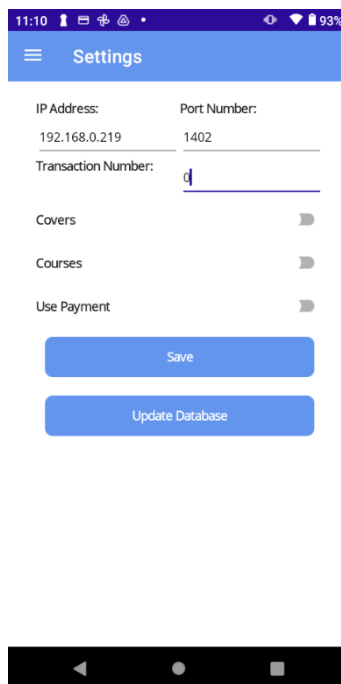 11:10 93%
Settings
IP Address: Port Number:
192.168.0.219 1402
Transaction Number: 0
Covers
Courses
Use Payment
Save
Update Database